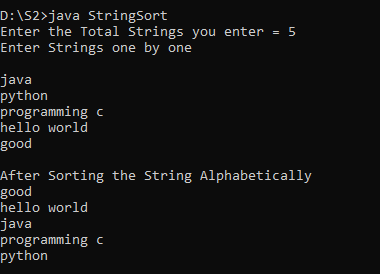 D:\S2>java StringSort
Enter the Total Strings you enter = 5
Enter Strings one by one
java
python
programming c
hello world
good
After Sorting the String Alphabetically
good
hello world
java
programming c
python